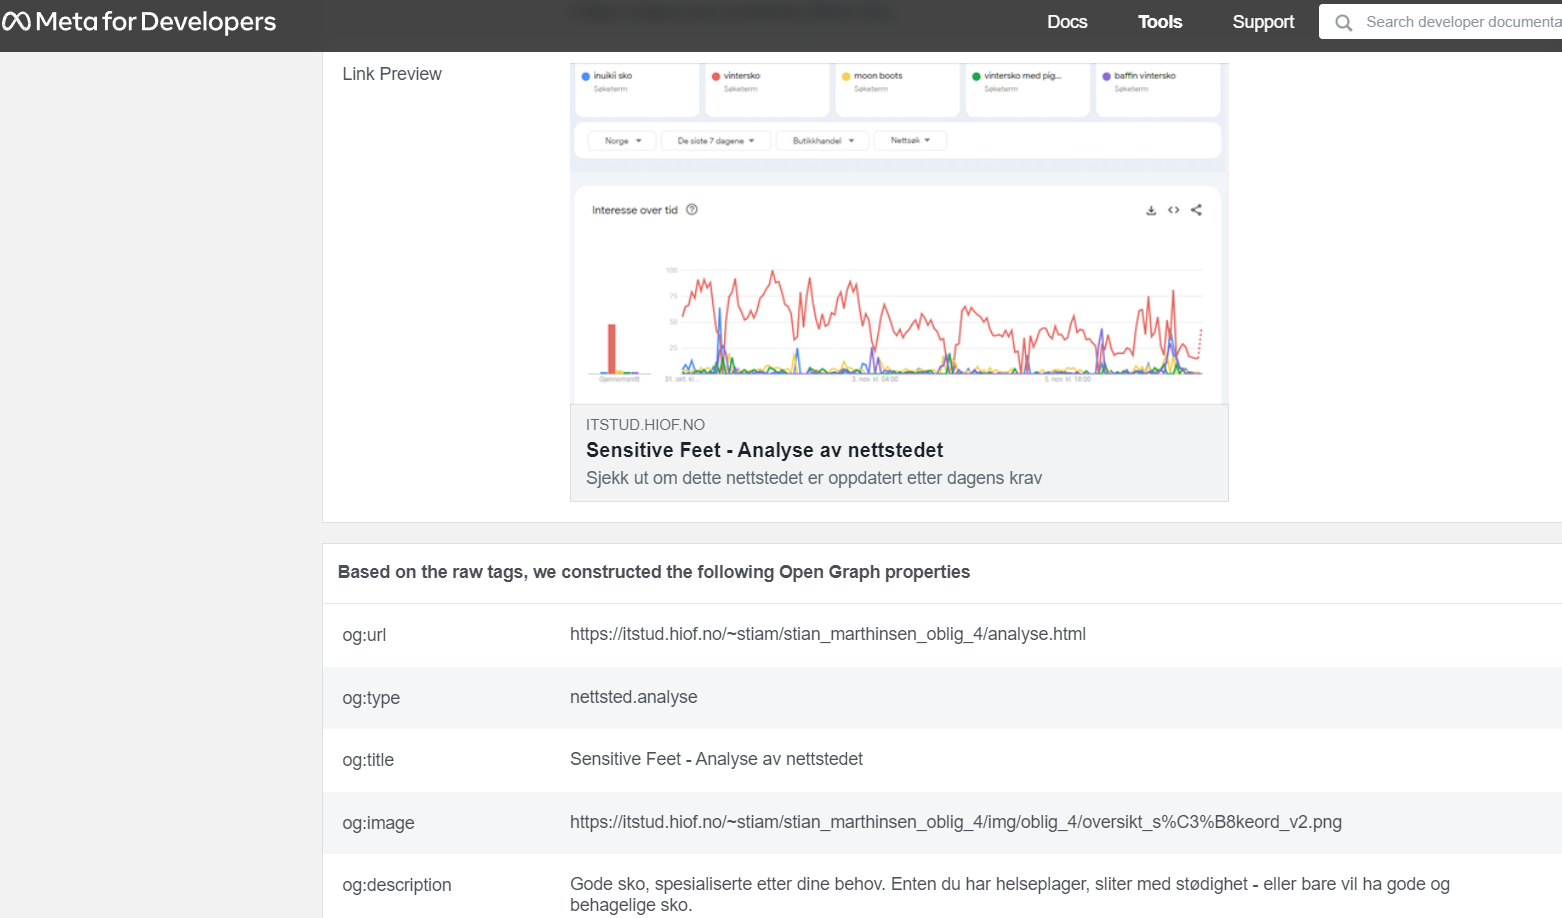 Meta for Developers
Docs Tools Support Search developer documenta
Link Preview
inuikii sko vintersko moon boots vintersko med pig... baffin vintersko
Søketerm Søketerm Søketerm Søketerm Søketerm
Norge De siste 7 dagene Butikkhandel Nettsøk
Interesse over tid
100
75
50
25
Gjennomsnitt 31. okt. kl.... 3. nov. kl. 04:00 5. nov. kl. 18:00
ITSTUD.HIOF.NO
Sensitive Feet - Analyse av nettstedet
Sjekk ut om dette nettstedet er oppdatert etter dagens krav
Based on the raw tags, we constructed the following Open Graph properties
og:url https://itstud.hiof.no/~stiam/stian_marthinsen_oblig_4/analyse.html
og:type nettsted.analyse
og:title Sensitive Feet - Analyse av nettstedet
og:image https://itstud.hiof.no/~stiam/stian_marthinsen_oblig_4/img/oblig_4/oversikt_s%C3%B8keord_v2.png
og:description Gode sko, spesialiserte etter dine behov. Enten du har helseplager, sliter med stødighet - eller bare vil ha gode og
behagelige sko.